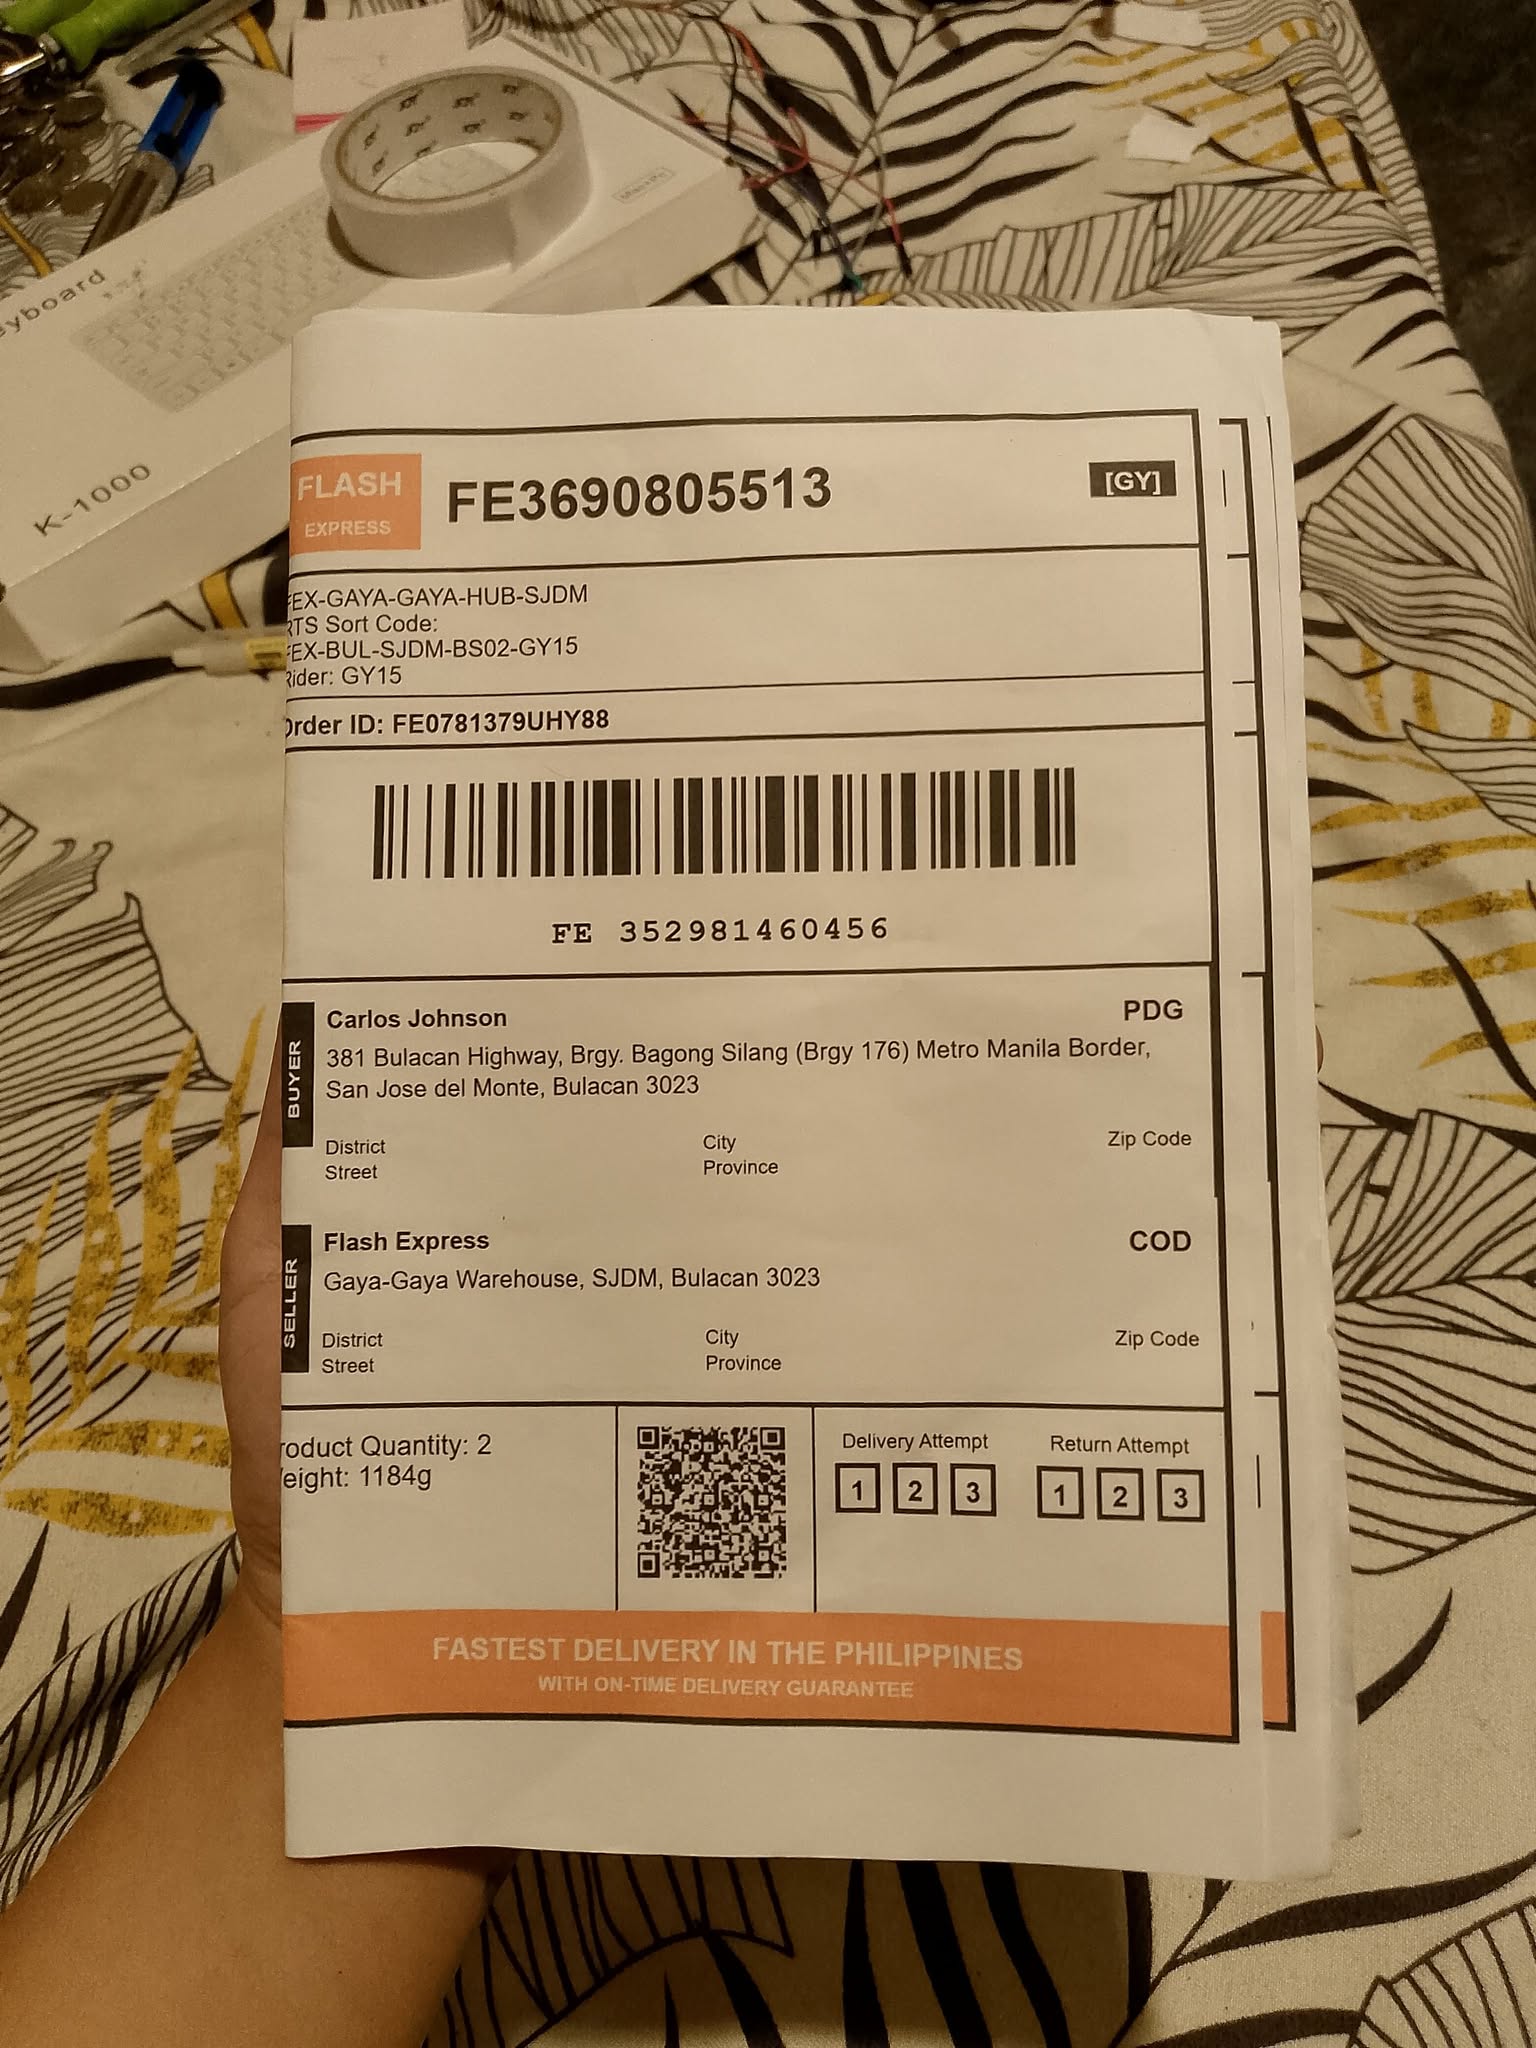 eyboard
K-1000
FLASH
EXPRESS
FE3690805513
[GY]
FEX-GAYA-GAYA-HUB-SJDM
RTS Sort Code:
FEX-BUL-SJDM-BS02-GY15
Rider: GY15
Order ID: FE0781379UHY88
FE 352981460456
BUYER
Carlos Johnson
PDG
381 Bulacan Highway, Brgy. Bagong Silang (Brgy 176) Metro Manila Border,
San Jose del Monte, Bulacan 3023
District
City
Zip Code
Street
Province
SELLER
Flash Express
COD
Gaya-Gaya Warehouse, SJDM, Bulacan 3023
District
City
Zip Code
Street
Province
roduct Quantity: 2
eight: 1184g
Delivery Attempt
Return Attempt
1 2 3
1 2 3
FASTEST DELIVERY IN THE PHILIPPINES
WITH ON-TIME DELIVERY GUARANTEE